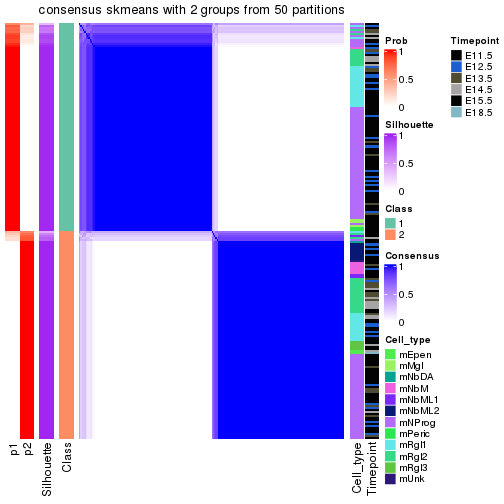 consensus skmeans with 2 groups from 50 partitions
Prob
1
0.5
0
Silhouette
1
0.5
0
Class
1
2
Consensus
1
0.5
0
Cell_type
mEpen
mMgl
mNbDA
mNbM
mNbML1
mNbML2
mNProg
mPeric
mRgl1
mRgl2
mRgl3
mUnk
Timepoint
E11.5
E12.5
E13.5
E14.5
E15.5
E18.5
p1
p2
Silhouette
Class
Cell_type
Timepoint